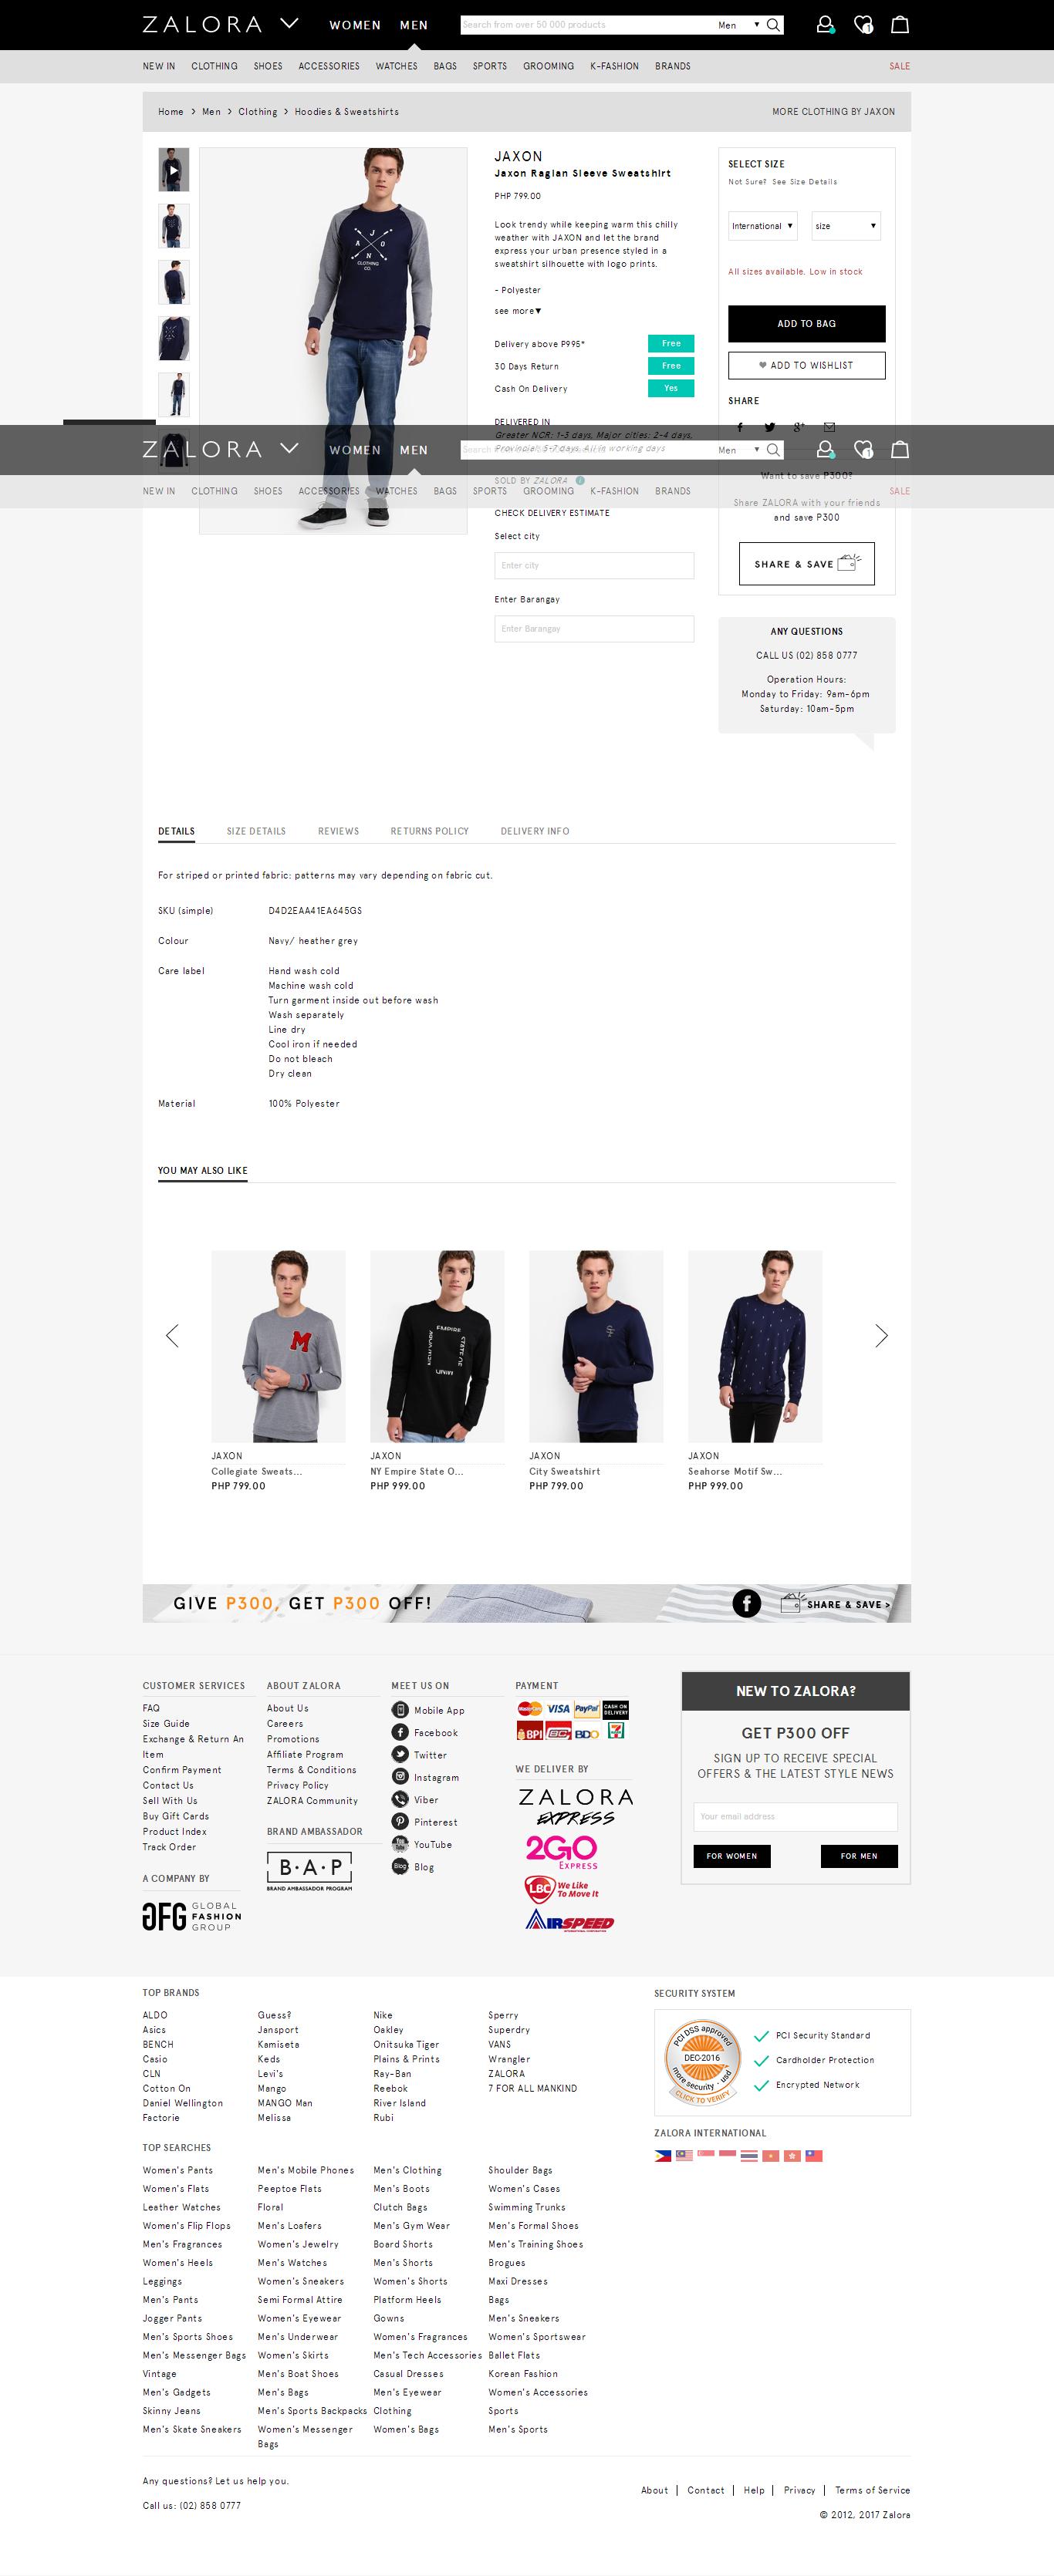 ZALORA
WOMEN MEN
Search from over 50 000 products
Men
1
NEW IN CLOTHING SHOES ACCESSORIES WATCHES BAGS SPORTS GROOMING K-FASHION BRANDS SALE
Home > Men > Clothing > Hoodies & Sweatshirts
MORE CLOTHING BY JAXON
JAXON
Jaxon Raglan Sleeve Sweatshirt
PHP 799.00
Look trendy while keeping warm this chilly
weather with JAXON and let the brand
express your urban presence styled in a
sweatshirt silhouette with logo prints.
- Polyester
see more▼
Delivery above P995* Free
30 Days Return Free
Cash On Delivery Yes
DELIVERED IN
Greater NCR: 1-3 days, Major cities: 2-4 days,
Provincial: 5-7 days. All in working days
SOLD BY ZALORA
CHECK DELIVERY ESTIMATE
Select city
Enter city
Enter Barangay
Enter Barangay
J A
O N
CLOTHING
CO.
SELECT SIZE
Not Sure? See Size Details
International ▼ size ▼
All sizes available. Low in stock
ADD TO BAG
ADD TO WISHLIST
SHARE
Want to save P300?
Share ZALORA with your friends
and save P300
SHARE & SAVE
ANY QUESTIONS
CALL US (02) 858 0777
Operation Hours:
Monday to Friday: 9am-6pm
Saturday: 10am-5pm
ZALORA
WOMEN MEN
Search from over 50 000 products
Men
1
NEW IN CLOTHING SHOES ACCESSORIES WATCHES BAGS SPORTS GROOMING K-FASHION BRANDS SALE
DETAILS SIZE DETAILS REVIEWS RETURNS POLICY DELIVERY INFO
For striped or printed fabric: patterns may vary depending on fabric cut.
SKU (simple) D4D2EAA41EA645GS
Colour Navy/ heather grey
Care label Hand wash cold
Machine wash cold
Turn garment inside out before wash
Wash separately
Line dry
Cool iron if needed
Do not bleach
Dry clean
Material 100% Polyester
YOU MAY ALSO LIKE
M
EMPIRE
STATE OF
JAXON JAXON JAXON JAXON
Collegiate Sweats... NY Empire State O... City Sweatshirt Seahorse Motif Sw...
PHP 799.00 PHP 999.00 PHP 799.00 PHP 999.00
GIVE P300, GET P300 OFF!
SHARE & SAVE >
CUSTOMER SERVICES
FAQ
Size Guide
Exchange & Return An
Item
Confirm Payment
Contact Us
Sell With Us
Buy Gift Cards
Product Index
Track Order
A COMPANY BY
GFG GLOBAL
FASHION
GROUP
ABOUT ZALORA
About Us
Careers
Promotions
Affiliate Program
Terms & Conditions
Privacy Policy
ZALORA Community
BRAND AMBASSADOR
B·A·P
BRAND AMBASSADOR PROGRAM
MEET US ON
Mobile App
Facebook
Twitter
Instagram
Viber
Pinterest
YouTube
Blog
PAYMENT
MasterCard VISA PayPal CASH ON
DELIVERY
BPI BDO 7
WE DELIVER BY
ZALORA
EXPRESS
2GO
EXPRESS
LBC We Like
To Move It
AIRSPEED
NEW TO ZALORA?
GET P300 OFF
SIGN UP TO RECEIVE SPECIAL
OFFERS & THE LATEST STYLE NEWS
Your email address
FOR WOMEN FOR MEN
TOP BRANDS
ALDO Guess? Nike Sperry
Asics Jansport Oakley Superdry
BENCH Kamiseta Onitsuka Tiger VANS
Casio Keds Plains & Prints Wrangler
CLN Levi's Ray-Ban ZALORA
Cotton On Mango Reebok 7 FOR ALL MANKIND
Daniel Wellington MANGO Man River Island
Factorie Melissa Rubi
SECURITY SYSTEM
PCI DSS approved
DEC-2016
more security - usd
CLICK TO VERIFY
PCI Security Standard
Cardholder Protection
Encrypted Network
ZALORA INTERNATIONAL
TOP SEARCHES
Women's Pants Men's Mobile Phones Men's Clothing Shoulder Bags
Women's Flats Peeptoe Flats Men's Boots Women's Cases
Leather Watches Floral Clutch Bags Swimming Trunks
Women's Flip Flops Men's Loafers Men's Gym Wear Men's Formal Shoes
Men's Fragrances Women's Jewelry Board Shorts Men's Training Shoes
Women's Heels Men's Watches Men's Shorts Brogues
Leggings Women's Sneakers Women's Shorts Maxi Dresses
Men's Pants Semi Formal Attire Platform Heels Bags
Jogger Pants Women's Eyewear Gowns Men's Sneakers
Men's Sports Shoes Men's Underwear Women's Fragrances Women's Sportswear
Men's Messenger Bags Women's Skirts Men's Tech Accessories Ballet Flats
Vintage Men's Boat Shoes Casual Dresses Korean Fashion
Men's Gadgets Men's Bags Men's Eyewear Women's Accessories
Skinny Jeans Men's Sports Backpacks Clothing Sports
Men's Skate Sneakers Women's Messenger Women's Bags Men's Sports
Bags
Any questions? Let us help you.
Call us: (02) 858 0777
About | Contact | Help | Privacy | Terms of Service
© 2012, 2017 Zalora